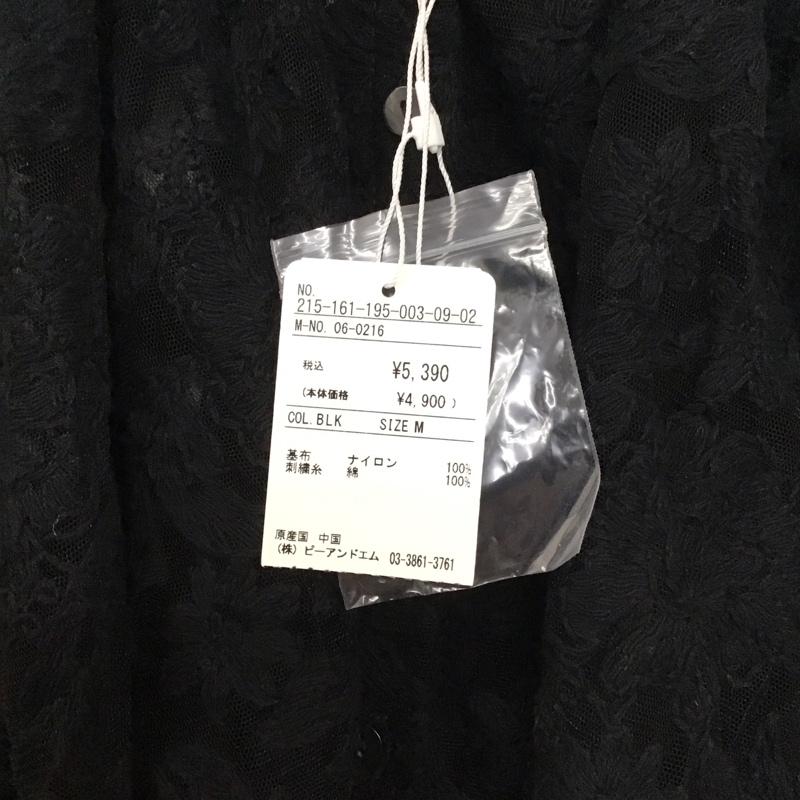 NO.
215-161-195-003-09-02
M-NO. 06-0216
税込 ¥5,390
(本体価格 ¥4,900 )
COL.BLK SIZE M
基布 ナイロン 100%
刺繍糸 綿 100%
原産国 中国
(株) ビーアンドエム 03-3861-3761